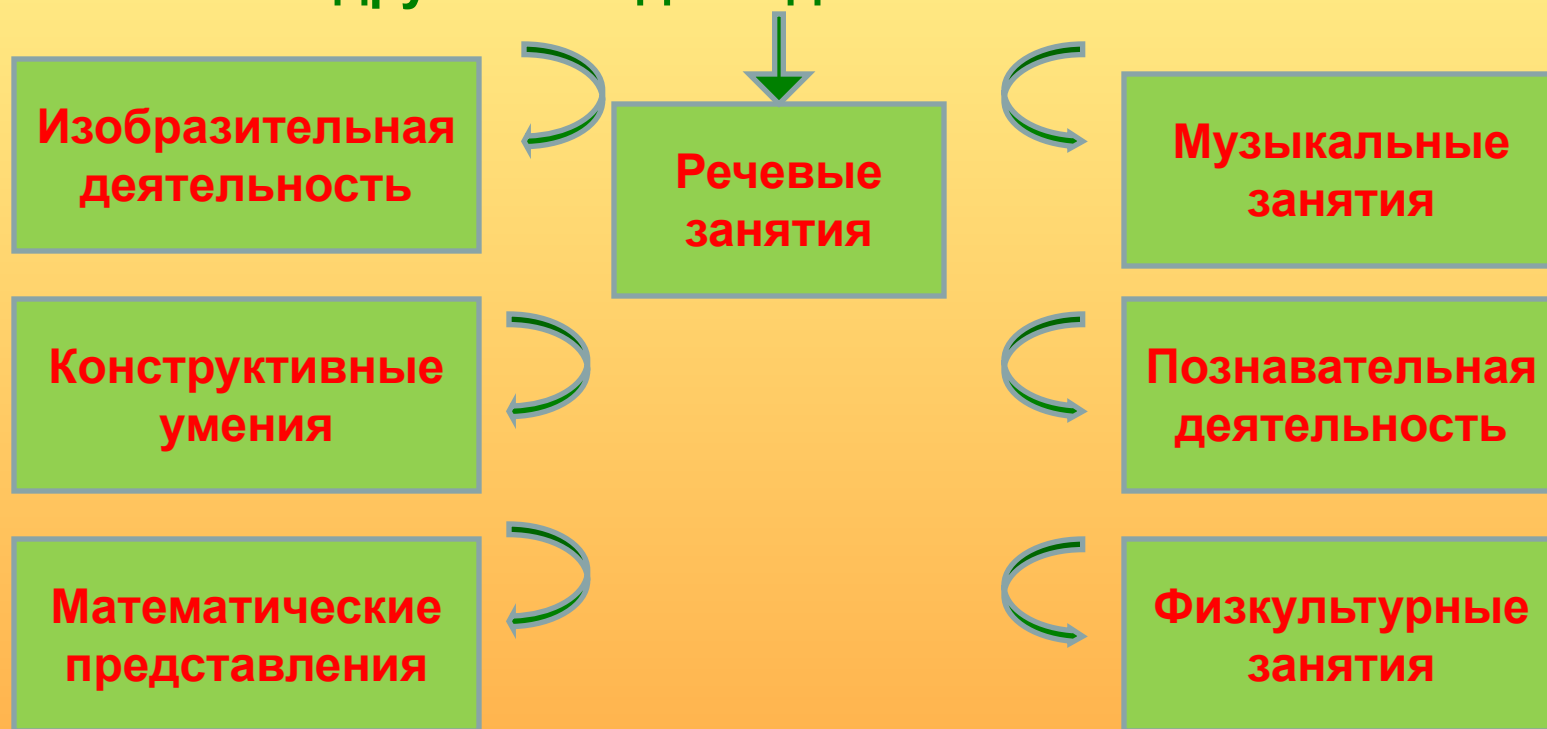 Изобразительная
деятельность
Речевые
занятия
Музыкальные
занятия
Конструктивные
умения
Познавательная
деятельность
Математические
представления
Физкультурные
занятия